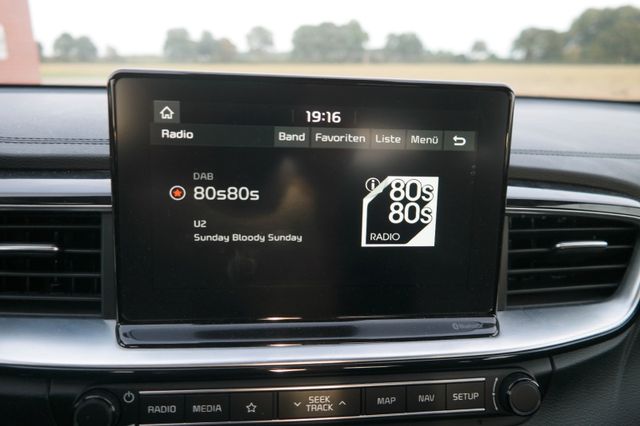 19:16
Radio Band Favoriten Liste Menü
DAB
80s80s
U2
Sunday Bloody Sunday
i
80s
80s
RADIO
Bluetooth
RADIO MEDIA SEEK TRACK MAP NAV SETUP